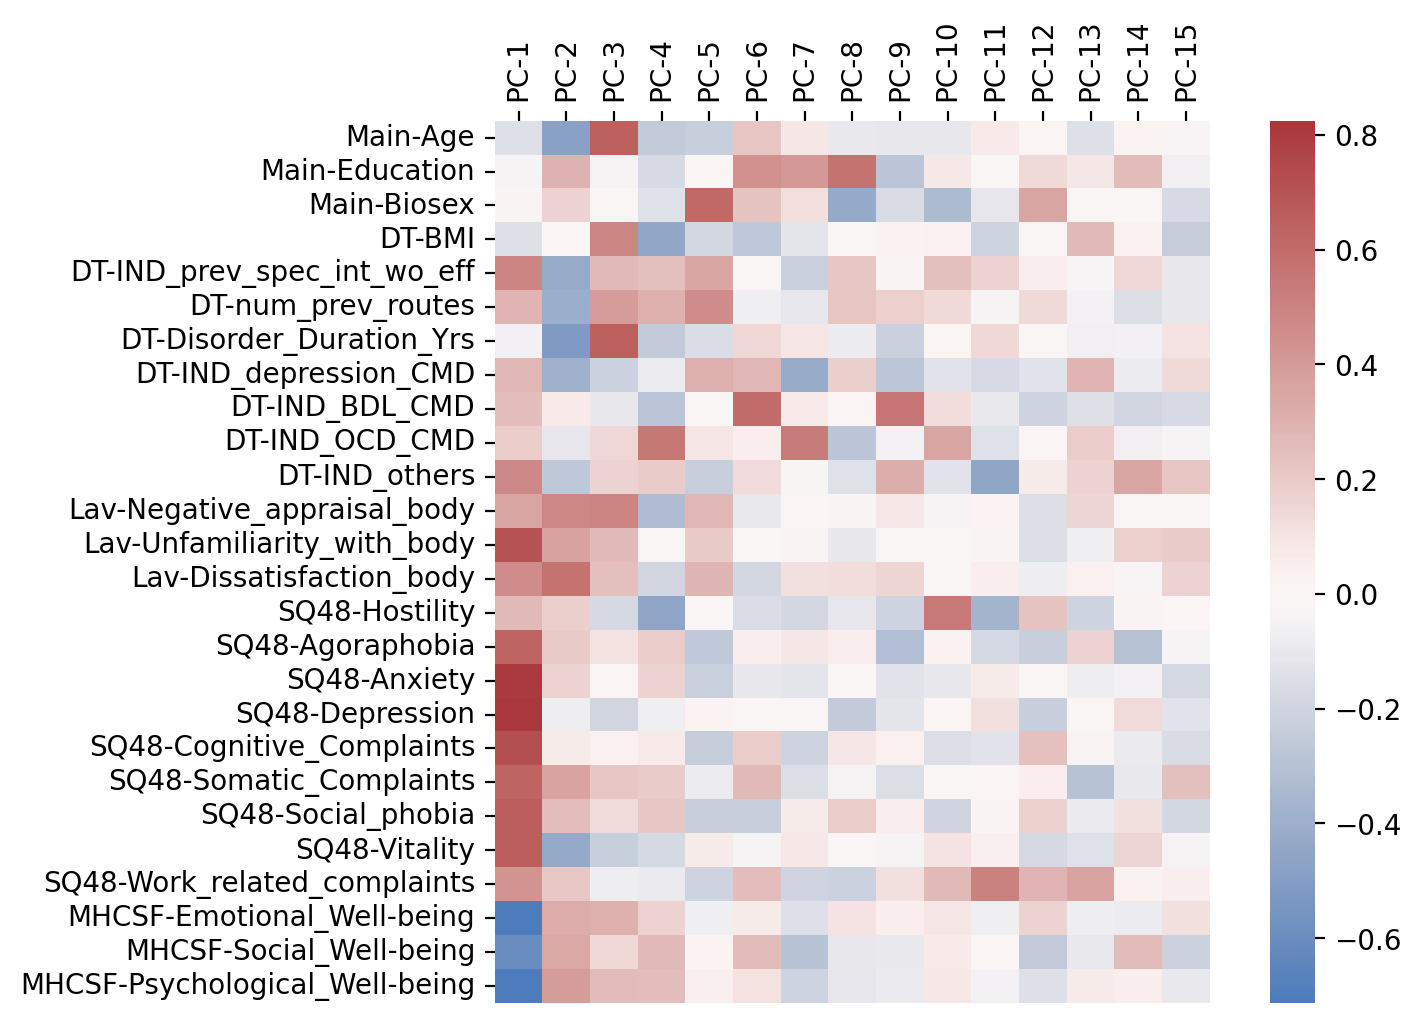 PC-1
PC-2
PC-3
PC-4
PC-5
PC-6
PC-7
PC-8
PC-9
PC-10
PC-11
PC-12
PC-13
PC-14
PC-15
Main-Age
Main-Education
Main-Biosex
DT-BMI
DT-IND_prev_spec_int_wo_eff
DT-num_prev_routes
DT-Disorder_Duration_Yrs
DT-IND_depression_CMD
DT-IND_BDL_CMD
DT-IND_OCD_CMD
DT-IND_others
Lav-Negative_appraisal_body
Lav-Unfamiliarity_with_body
Lav-Dissatisfaction_body
SQ48-Hostility
SQ48-Agoraphobia
SQ48-Anxiety
SQ48-Depression
SQ48-Cognitive_Complaints
SQ48-Somatic_Complaints
SQ48-Social_phobia
SQ48-Vitality
SQ48-Work_related_complaints
MHCSF-Emotional_Well-being
MHCSF-Social_Well-being
MHCSF-Psychological_Well-being
0.8
0.6
0.4
0.2
0.0
−0.2
−0.4
−0.6